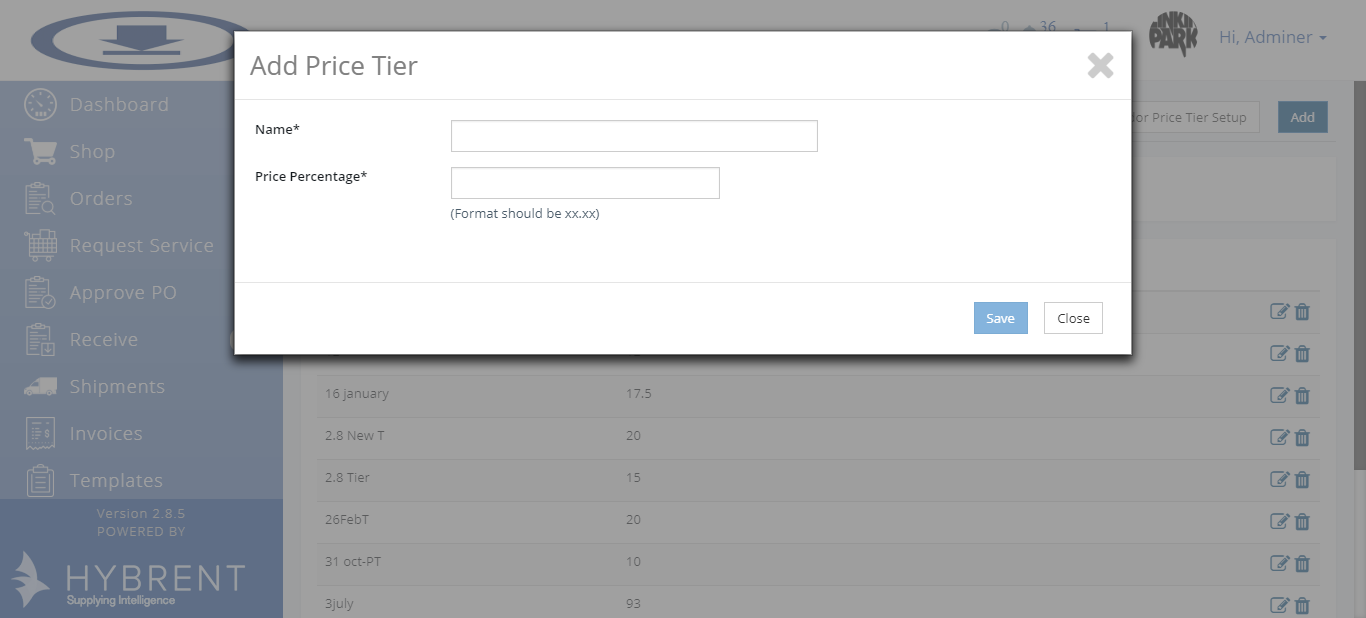 0 36 1
PARK
Hi, Adminer
Add Price Tier
Dashboard
Shop
Orders
Request Service
Approve PO
Receive
Shipments
Invoices
Templates
Version 2.8.5
POWERED BY
HYBRENT
Supplying Intelligence
Price Tier Setup
Add
Name*
Price Percentage*
(Format should be xx.xx)
Save
Close
16 january 17.5
2.8 New T 20
2.8 Tier 15
26FebT 20
31 oct-PT 10
3july 93